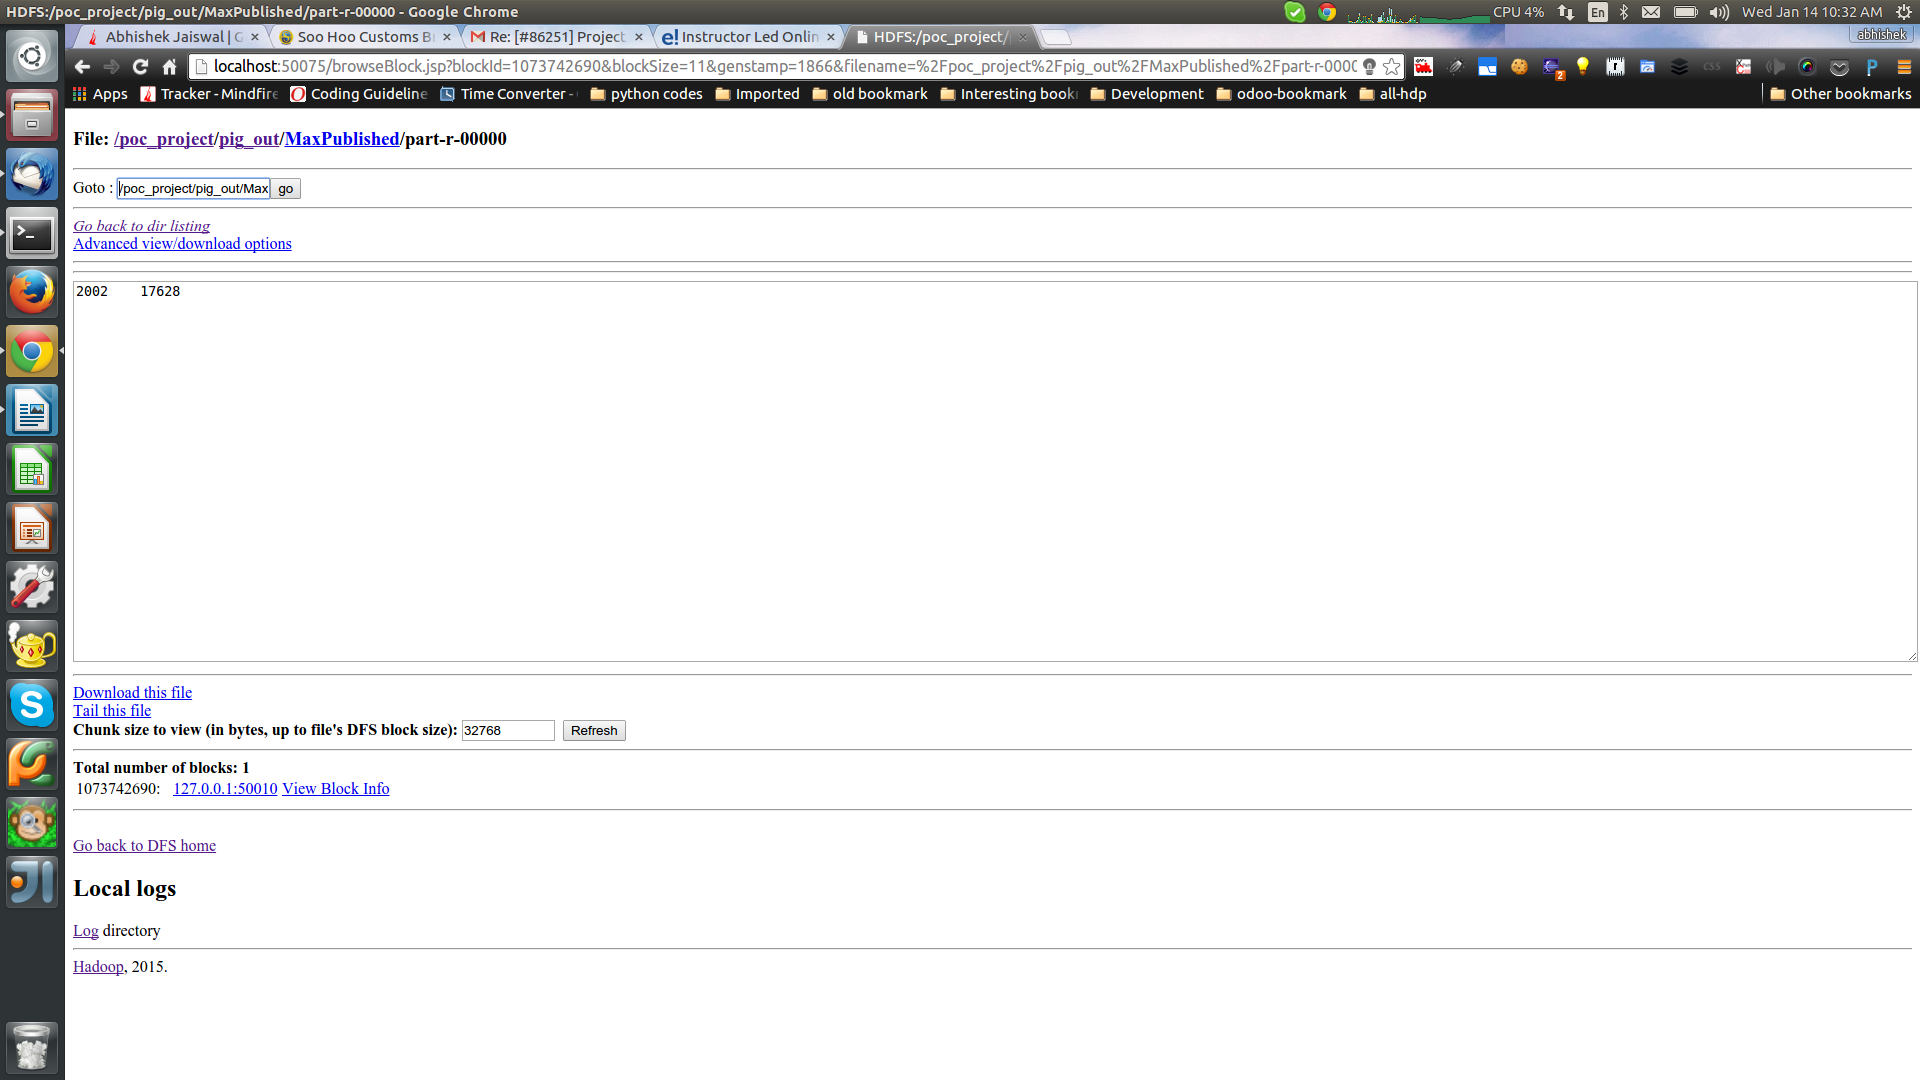 HDFS:/poc_project/pig_out/MaxPublished/part-r-00000 - Google Chrome
CPU 4%
En
Wed Jan 14 10:32 AM
Abhishek Jaiswal | G
Soo Hoo Customs B
Re: [#86251] Project
Instructor Led Onlin
HDFS:/poc_project/
abhishek
localhost:50075/browseBlock.jsp?blockId=1073742690&blockSize=11&genstamp=1866&filename=%2Fpoc_project%2Fpig_out%2FMaxPublished%2Fpart-r-0000
Apps
Tracker - Mindfire
Coding Guideline
Time Converter -
python codes
Imported
old bookmark
Interesting book
Development
odoo-bookmark
all-hdp
Other bookmarks
File: /poc_project/pig_out/MaxPublished/part-r-00000
Goto : /poc_project/pig_out/Max go
Go back to dir listing
Advanced view/download options
2002 17628
Download this file
Tail this file
Chunk size to view (in bytes, up to file's DFS block size): 32768 Refresh
Total number of blocks: 1
1073742690: 127.0.0.1:50010 View Block Info
Go back to DFS home
Local logs
Log directory
Hadoop, 2015.